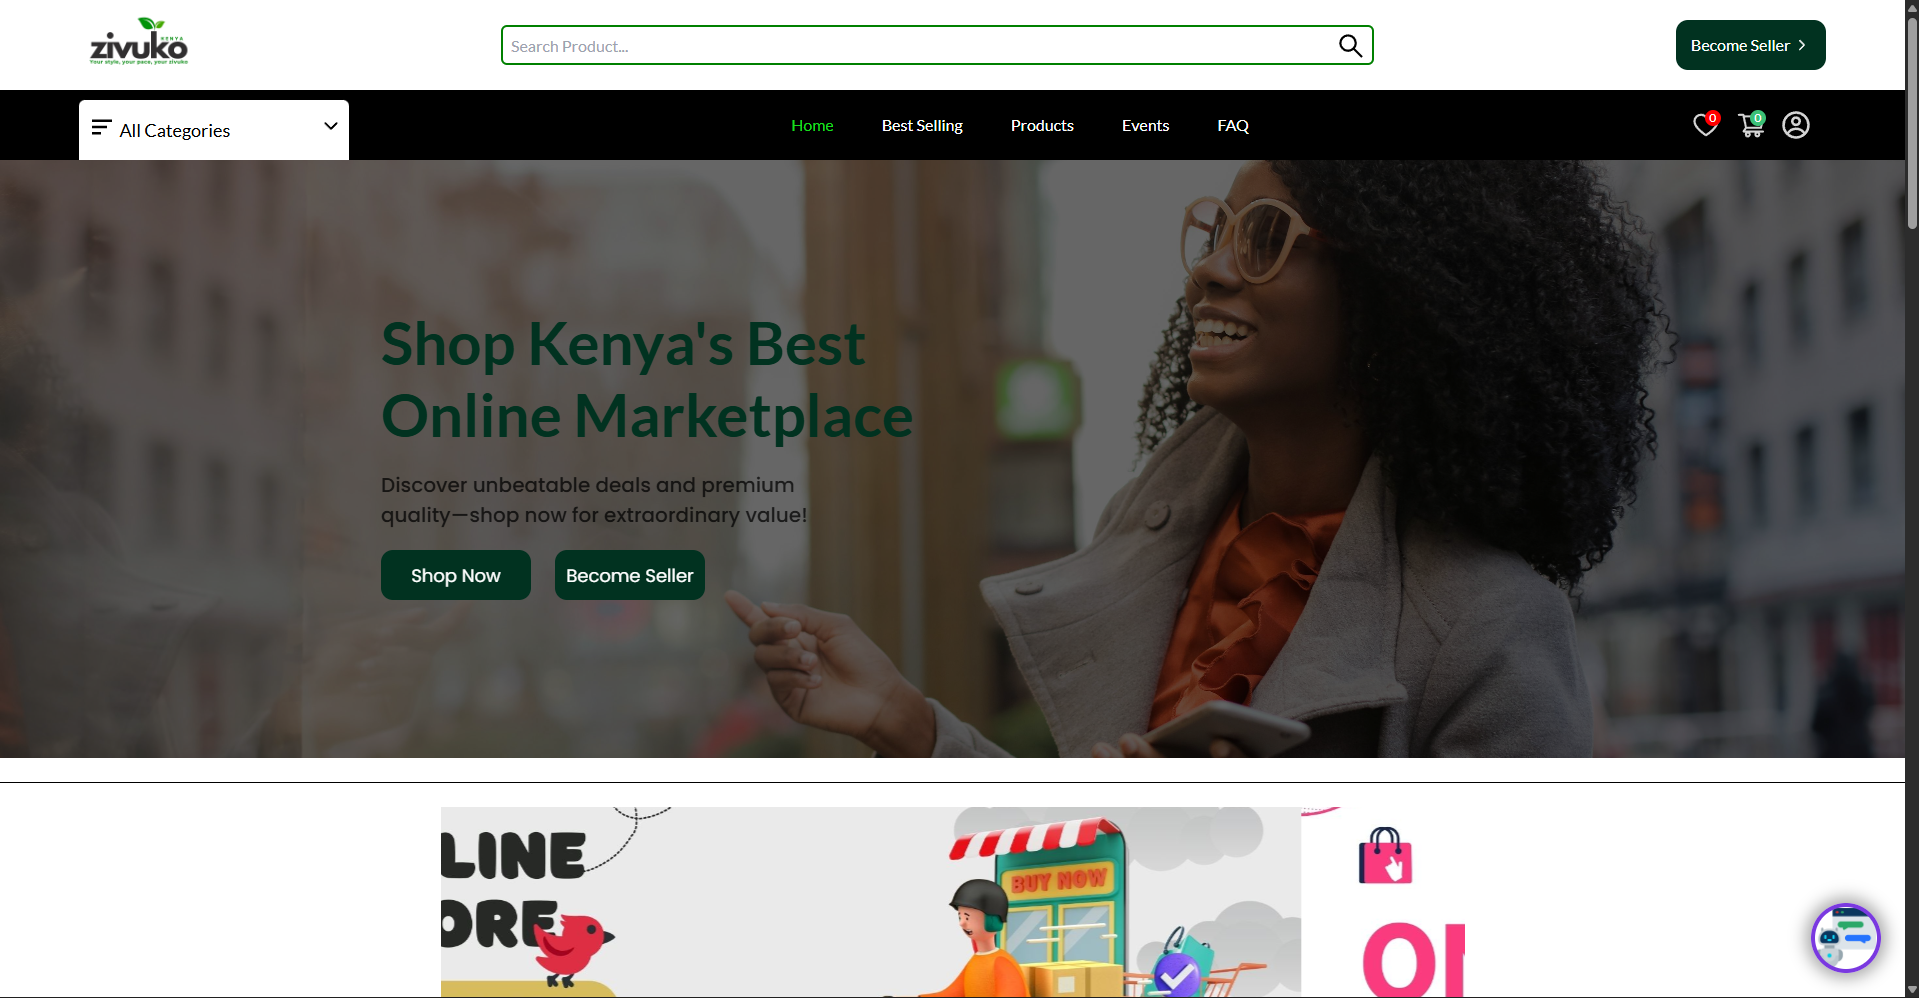 zivuko
KENYA
Your style, your pace, your zivuko
Search Product...
Become Seller
All Categories
Home
Best Selling
Products
Events
FAQ
0
0
Shop Kenya's Best
Online Marketplace
Discover unbeatable deals and premium
quality—shop now for extraordinary value!
Shop Now
Become Seller
LINE
ORE
BUY NOW